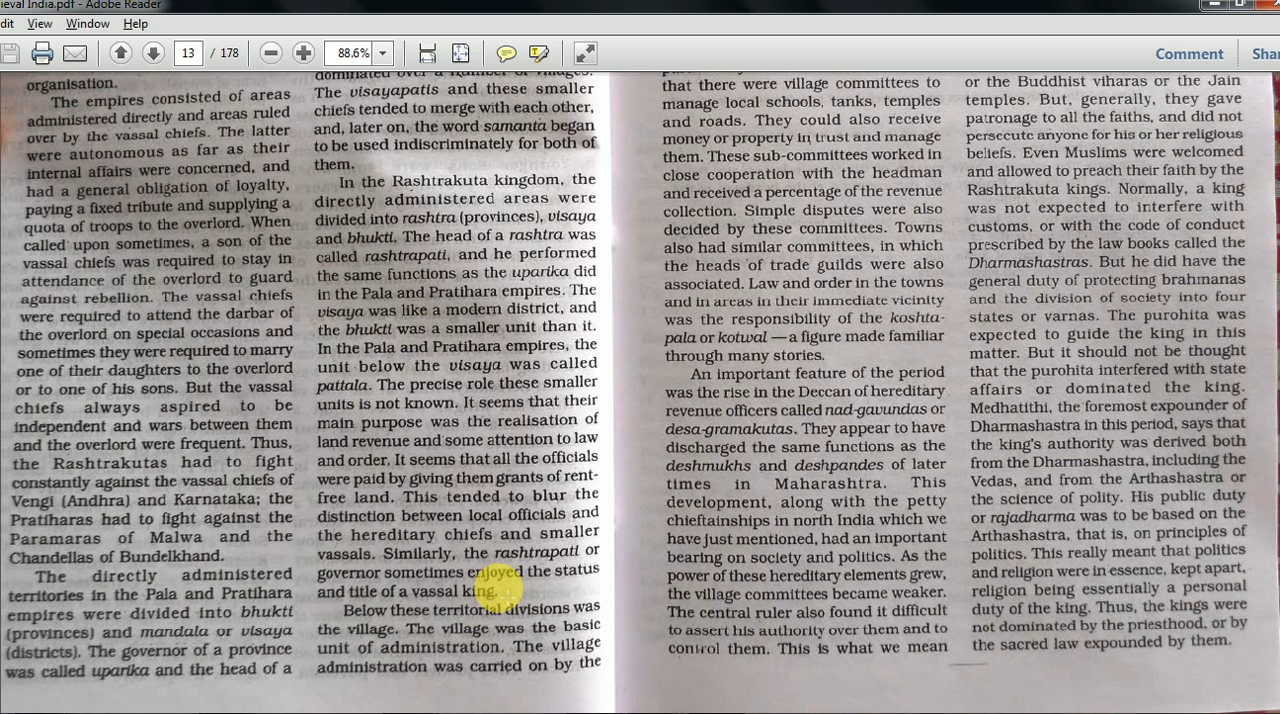 ieval India.pdf - Adobe Reader
dit View Window Help
13 / 178 88.6% Comment Sha
organisation.
The empires consisted of areas
administered directly and areas ruled
over by the vassal chiefs. The latter
were autonomous as far as their
internal affairs were concerned, and
had a general obligation of loyalty,
paying a fixed tribute and supplying a
quota of troops to the overlord. When
called upon sometimes, a son of the
vassal chiefs was required to stay in
attendance of the overlord to guard
against rebellion. The vassal chiefs
were required to attend the darbar of
the overlord on special occasions and
sometimes they were required to marry
one of their daughters to the overlord
or to one of his sons. But the vassal
chiefs always aspired to be
independent and wars between them
and the overlord were frequent. Thus,
the Rashtrakutas had to fight
constantly against the vassal chiefs of
Vengi (Andhra) and Karnataka; the
Pratiharas had to fight against the
Paramaras of Malwa and the
Chandellas of Bundelkhand.
The directly administered
territories in the Pala and Pratihara
empires were divided into bhukti
(provinces) and mandala or visaya
(districts). The governor of a province
was called uparika and the head of a
dominated over a number of villages.
The visayapatis and these smaller
chiefs tended to merge with each other,
and, later on, the word samanta began
to be used indiscriminately for both of
them.
In the Rashtrakuta kingdom, the
directly administered areas were
divided into rashtra (provinces), visaya
and bhukti. The head of a rashtra was
called rashtrapati, and he performed
the same functions as the uparika did
in the Pala and Pratihara empires. The
visaya was like a modern district, and
the bhukti was a smaller unit than it.
In the Pala and Pratihara empires, the
unit below the visaya was called
pattala. The precise role these smaller
units is not known. It seems that their
main purpose was the realisation of
land revenue and some attention to law
and order. It seems that all the officials
were paid by giving them grants of rent-
free land. This tended to blur the
distinction between local officials and
the hereditary chiefs and smaller
vassals. Similarly, the rashtrapati or
governor sometimes enjoyed the status
and title of a vassal king.
Below these territorial divisions was
the village. The village was the basic
unit of administration. The village
administration was carried on by the
that there were village committees to
manage local schools, tanks, temples
and roads. They could also receive
money or property in trust and manage
them. These sub-committees worked in
close cooperation with the headman
and received a percentage of the revenue
collection. Simple disputes were also
decided by these committees. Towns
also had similar committees, in which
the heads of trade guilds were also
associated. Law and order in the towns
and in areas in their immediate vicinity
was the responsibility of the koshta-
pala or kotwal — a figure made familiar
through many stories.
An important feature of the period
was the rise in the Deccan of hereditary
revenue officers called nad-gavundas or
desa-gramakutas. They appear to have
discharged the same functions as the
deshmukhs and deshpandes of later
times in Maharashtra. This
development, along with the petty
chieftainships in north India which we
have just mentioned, had an important
bearing on society and politics. As the
power of these hereditary elements grew,
the village committees became weaker.
The central ruler also found it difficult
to assert his authority over them and to
control them. This is what we mean
or the Buddhist viharas or the Jain
temples. But, generally, they gave
patronage to all the faiths, and did not
persecute anyone for his or her religious
beliefs. Even Muslims were welcomed
and allowed to preach their faith by the
Rashtrakuta kings. Normally, a king
was not expected to interfere with
customs, or with the code of conduct
prescribed by the law books called the
Dharmashastras. But he did have the
general duty of protecting brahmanas
and the division of society into four
states or varnas. The purohita was
expected to guide the king in this
matter. But it should not be thought
that the purohita interfered with state
affairs or dominated the king.
Medhatithi, the foremost expounder of
Dharmashastra in this period, says that
the king's authority was derived both
from the Dharmashastra, including the
Vedas, and from the Arthashastra or
the science of polity. His public duty
or rajadharma was to be based on the
Arthashastra, that is, on principles of
politics. This really meant that politics
and religion were in essence, kept apart,
religion being essentially a personal
duty of the king. Thus, the kings were
not dominated by the priesthood, or by
the sacred law expounded by them.